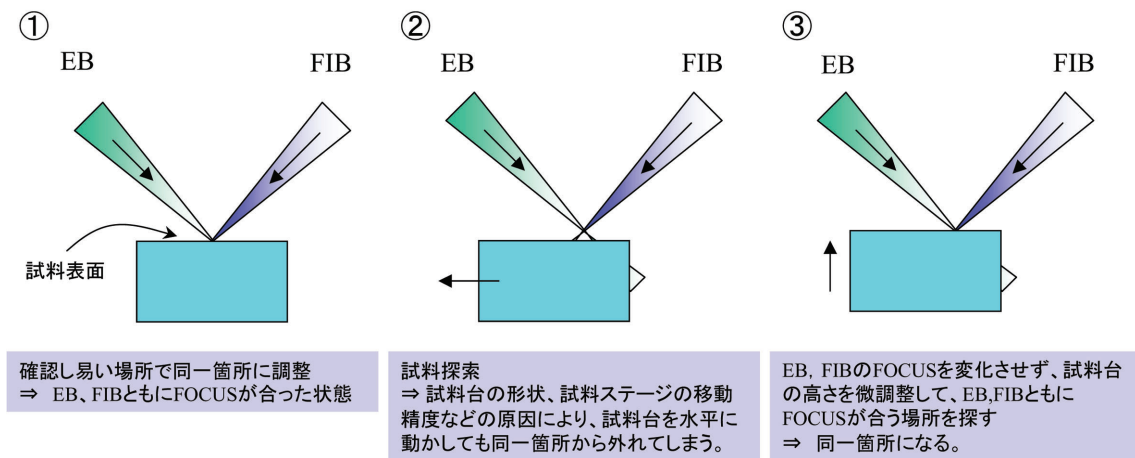 ①
EB
FIB
試料表面
確認し易い場所で同一箇所に調整
⇒ EB、FIBともにFOCUSが合った状態
②
EB
FIB
試料探索
⇒ 試料台の形状、試料ステージの移動
精度などの原因により、試料台を水平に
動かしても同一箇所から外れてしまう。
③
EB
FIB
EB, FIBのFOCUSを変化させず、試料台
の高さを微調整して、EB,FIBともに
FOCUSが合う場所を探す
⇒ 同一箇所になる。